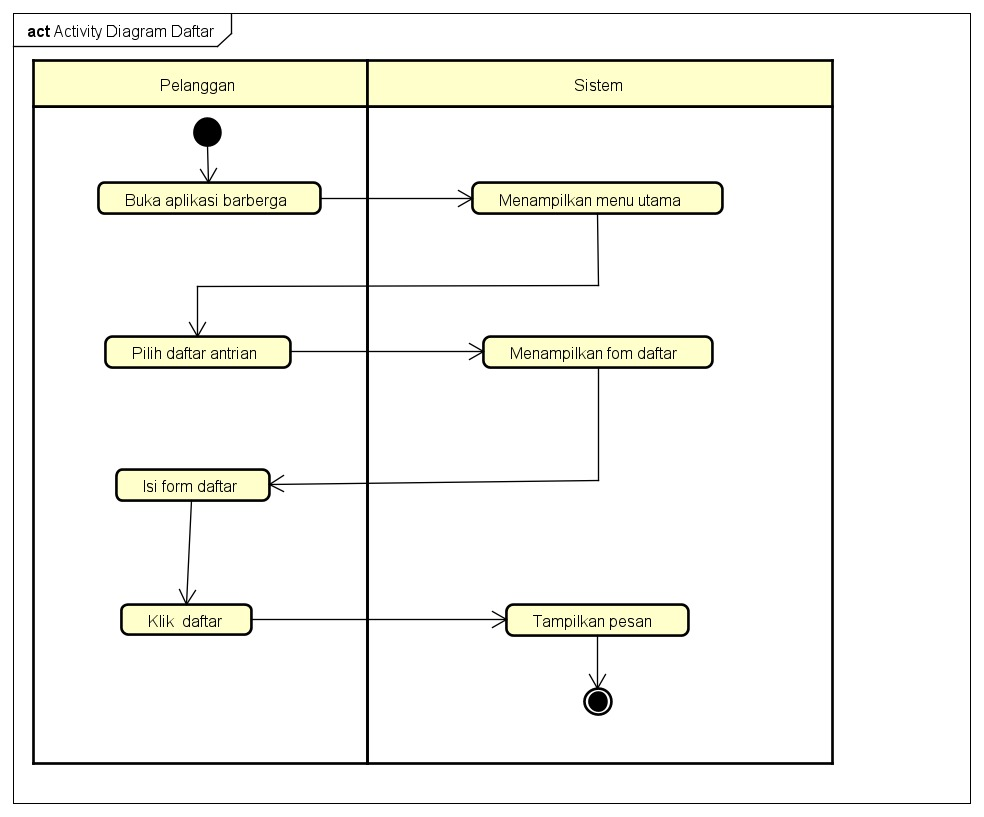 act Activity Diagram Daftar
Pelanggan
Sistem
Buka aplikasi barberga
Menampilkan menu utama
Pilih daftar antrian
Menampilkan fom daftar
Isi form daftar
Klik daftar
Tampilkan pesan